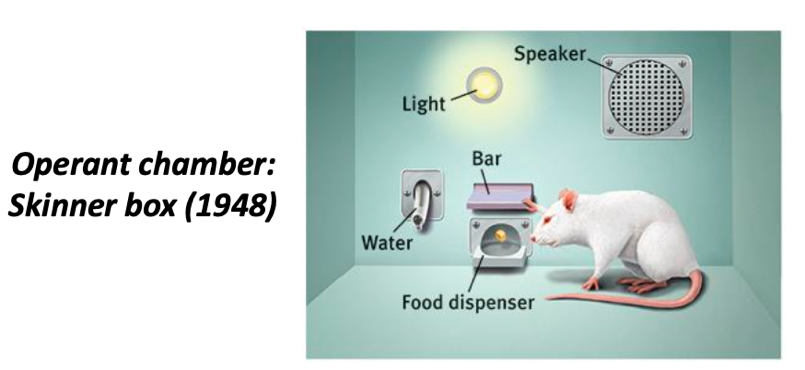 Operant chamber:
Skinner box (1948)
Speaker
Light
Bar
Water
Food dispenser